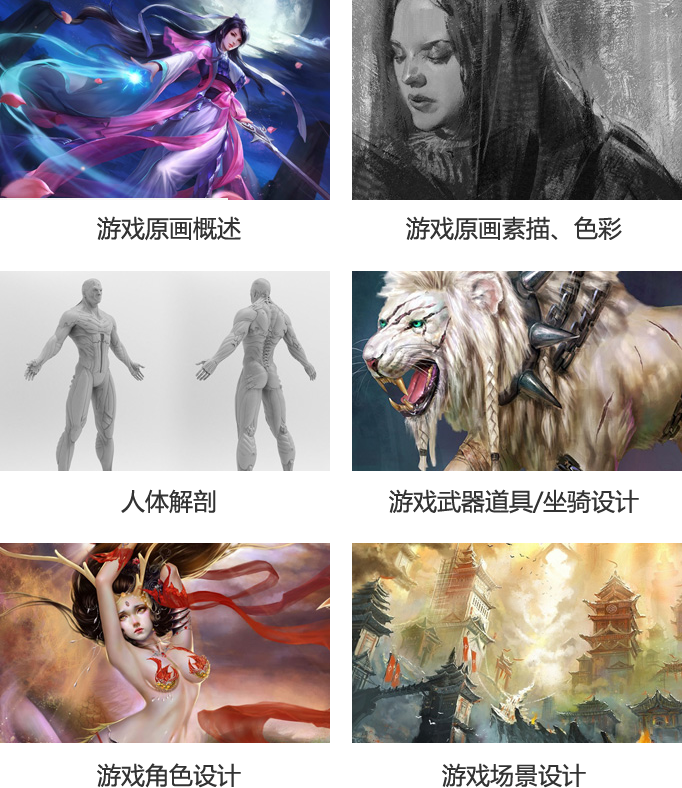 游戏原画概述
游戏原画素描、色彩
人体解剖
游戏武器道具/坐骑设计
游戏角色设计
游戏场景设计